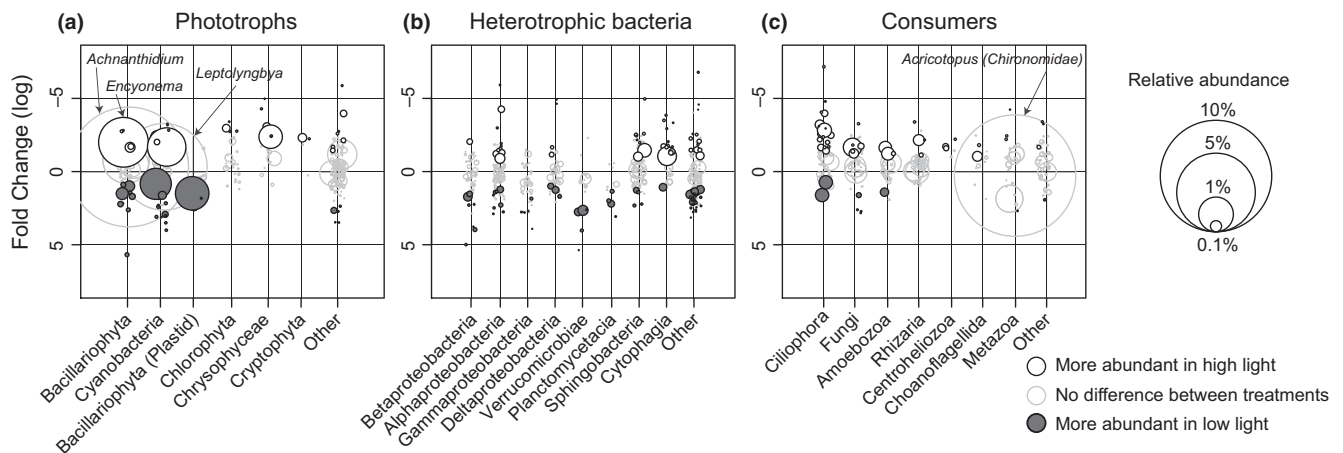 (a) Phototrophs
(b) Heterotrophic bacteria
(c) Consumers
Achnanthidium
Encyonema
Leptolyngbya
Acricotopus (Chironomidae)
Fold Change (log)
−5
0
5
−5
0
5
−5
0
5
Bacillariophyta
Cyanobacteria
Bacillariophyta (Plastid)
Chlorophyta
Chrysophyceae
Cryptophyta
Other
Betaproteobacteria
Alphaproteobacteria
Gammaproteobacteria
Deltaproteobacteria
Verrucomicrobiae
Planctomycetacia
Sphingobacteria
Cytophagia
Other
Ciliophora
Fungi
Amoebozoa
Rhizaria
Centroheliozoa
Choanoflagellida
Metazoa
Other
Relative abundance
10%
5%
1%
0.1%
More abundant in high light
No difference between treatments
More abundant in low light